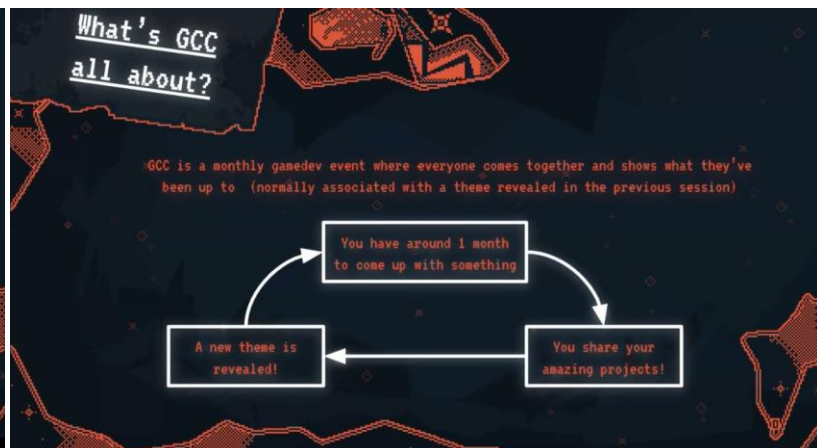 What's GCC
all about?
GCC is a monthly gamedev event where everyone comes together and shows what they've
been up to (normally associated with a theme revealed in the previous session)
You have around 1 month
to come up with something
A new theme is
revealed!
You share your
amazing projects!